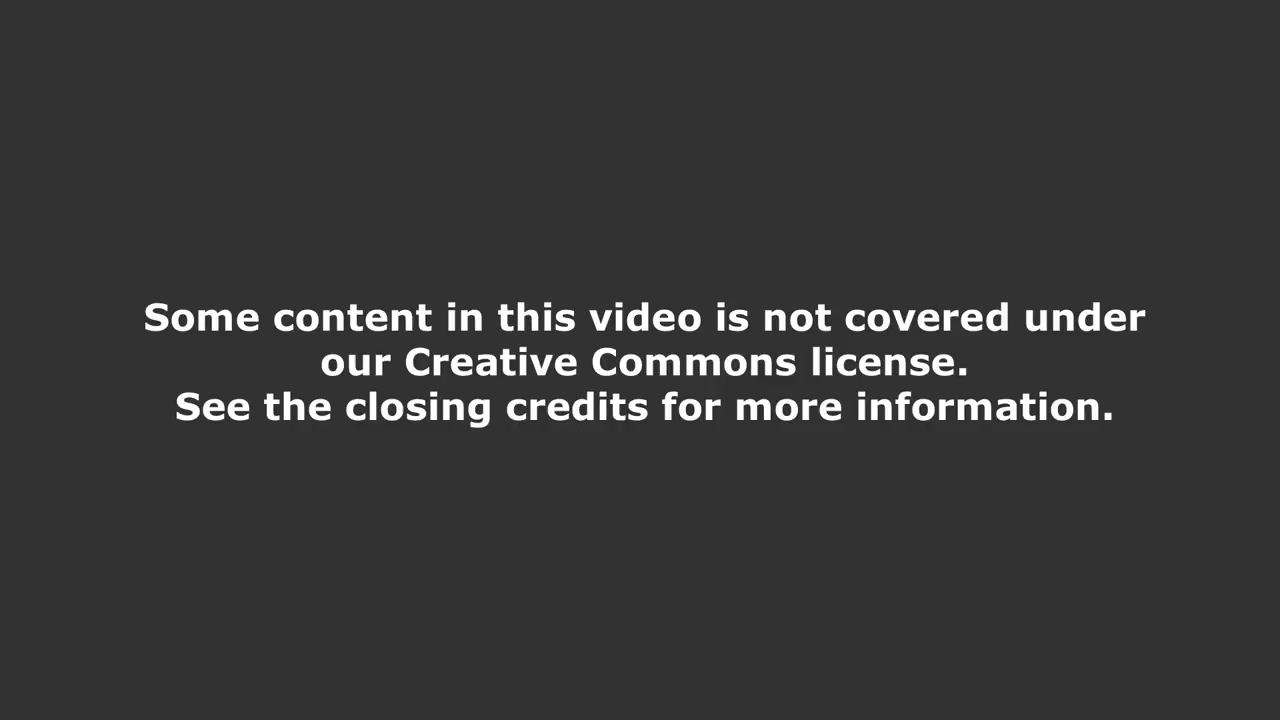 Some content in this video is not covered under
our Creative Commons license.
See the closing credits for more information.